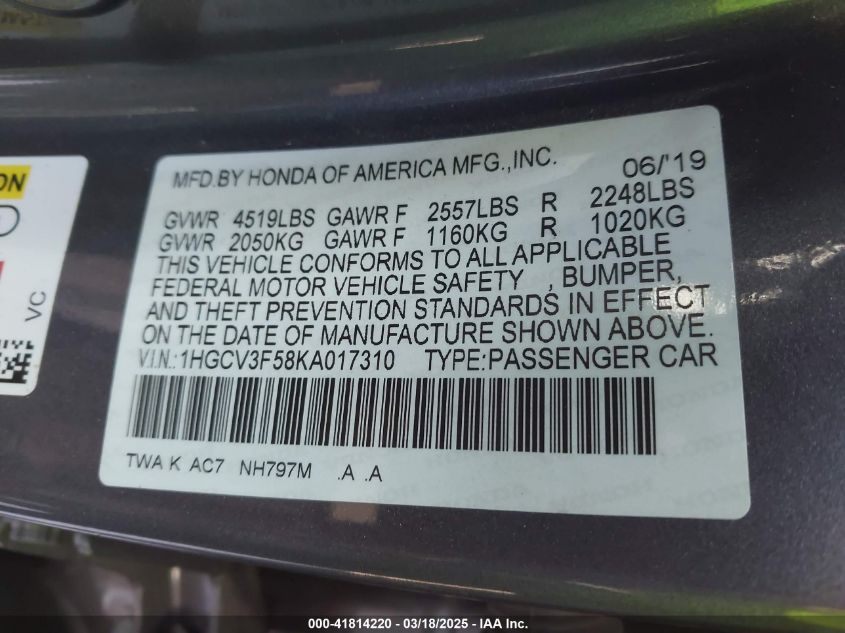 MFD.BY HONDA OF AMERICA MFG.,INC. 06/'19
GVWR 4519LBS GAWR F 2557LBS R 2248LBS
GVWR 2050KG GAWR F 1160KG R 1020KG
THIS VEHICLE CONFORMS TO ALL APPLICABLE
FEDERAL MOTOR VEHICLE SAFETY , BUMPER,
AND THEFT PREVENTION STANDARDS IN EFFECT
ON THE DATE OF MANUFACTURE SHOWN ABOVE.
V.I.N.:1HGCV3F58KA017310 TYPE:PASSENGER CAR
TWA K AC7 NH797M .A .A
ON
VC
000-41814220 - 03/18/2025 - IAA Inc.